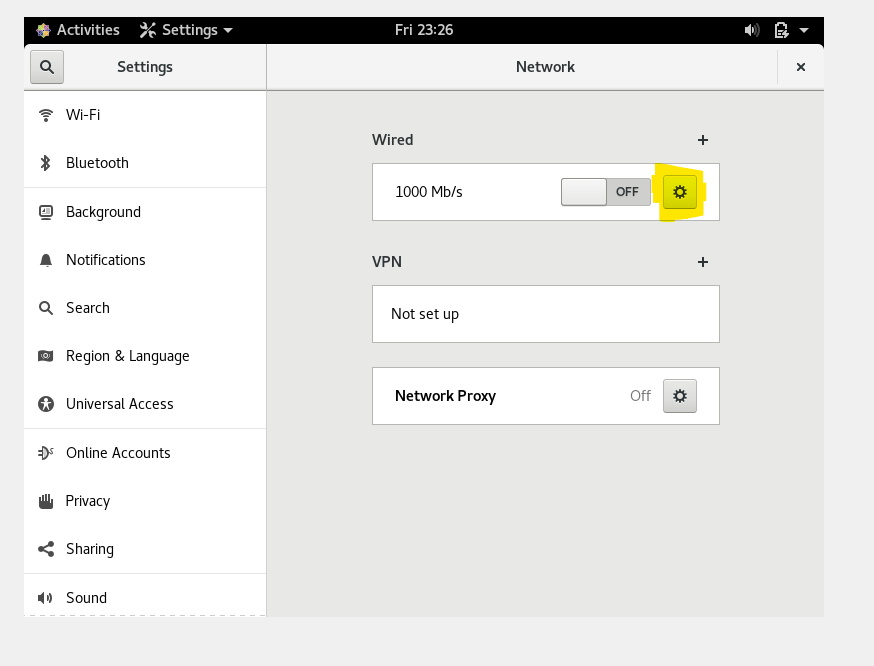 Activities Settings Fri 23:26
Settings Network
Wi-Fi
Bluetooth
Background
Notifications
Search
Region & Language
Universal Access
Online Accounts
Privacy
Sharing
Sound
Wired
1000 Mb/s OFF
VPN
Not set up
Network Proxy Off